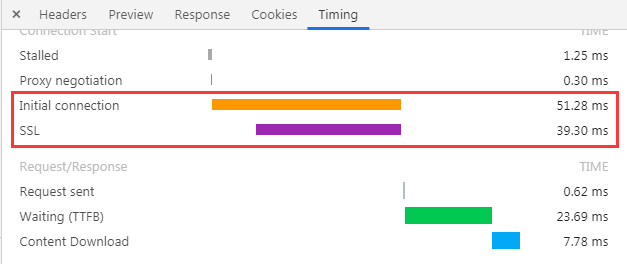 × Headers Preview Response Cookies Timing
Connection Start TIME
Stalled 1.25 ms
Proxy negotiation 0.30 ms
Initial connection 51.28 ms
SSL 39.30 ms
Request/Response TIME
Request sent 0.62 ms
Waiting (TTFB) 23.69 ms
Content Download 7.78 ms